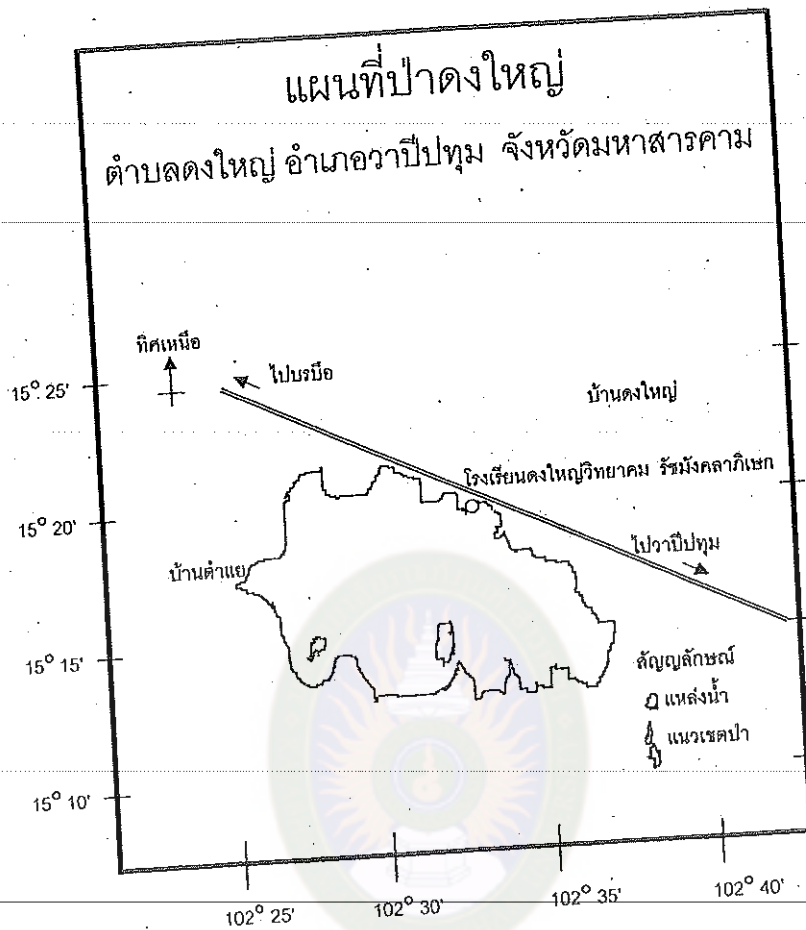 แผนที่ป่าดงใหญ่
ตำบลดงใหญ่ อำเภอวาปีปทุม จังหวัดมหาสารคาม
ทิศเหนือ
ไปบรบือ
15° 25'
บ้านดงใหญ่
โรงเรียนดงใหญ่วิทยาคม รัชมังคลาภิเษก
15° 20'
ไปวาปีปทุม
บ้านตำแย
15° 15'
สัญญลักษณ์
แหล่งน้ำ
แนวเขตป่า
15° 10'
102° 25'
102° 30'
102° 35'
102° 40'